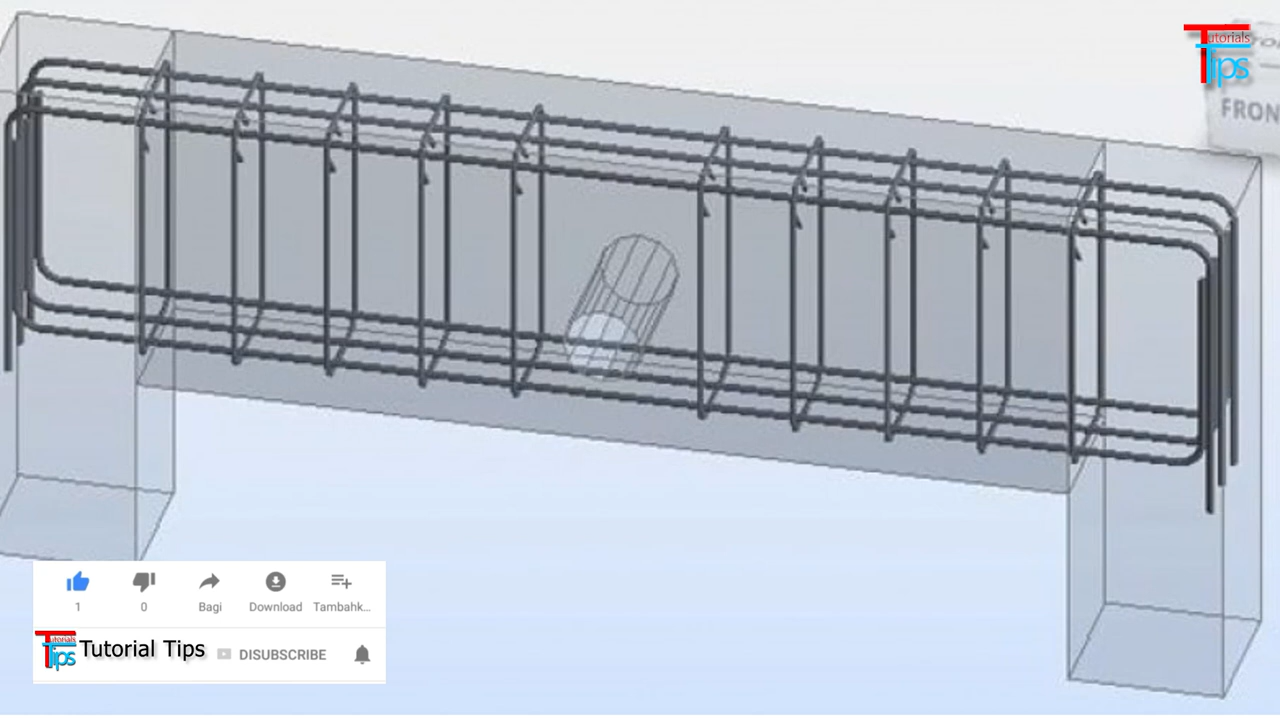 Tutorials
Tips
FRON
1
0
Bagi
Download
Tambahk...
Tutorials
Tips
Tutorial Tips
DISUBSCRIBE